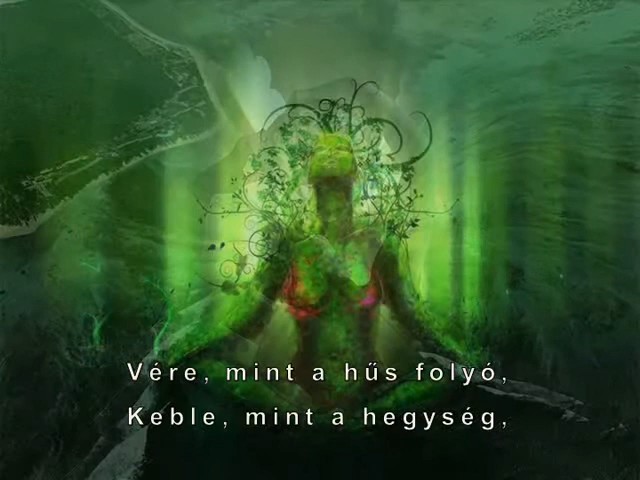 Vére, mint a hűs folyó,
Keble, mint a hegység,